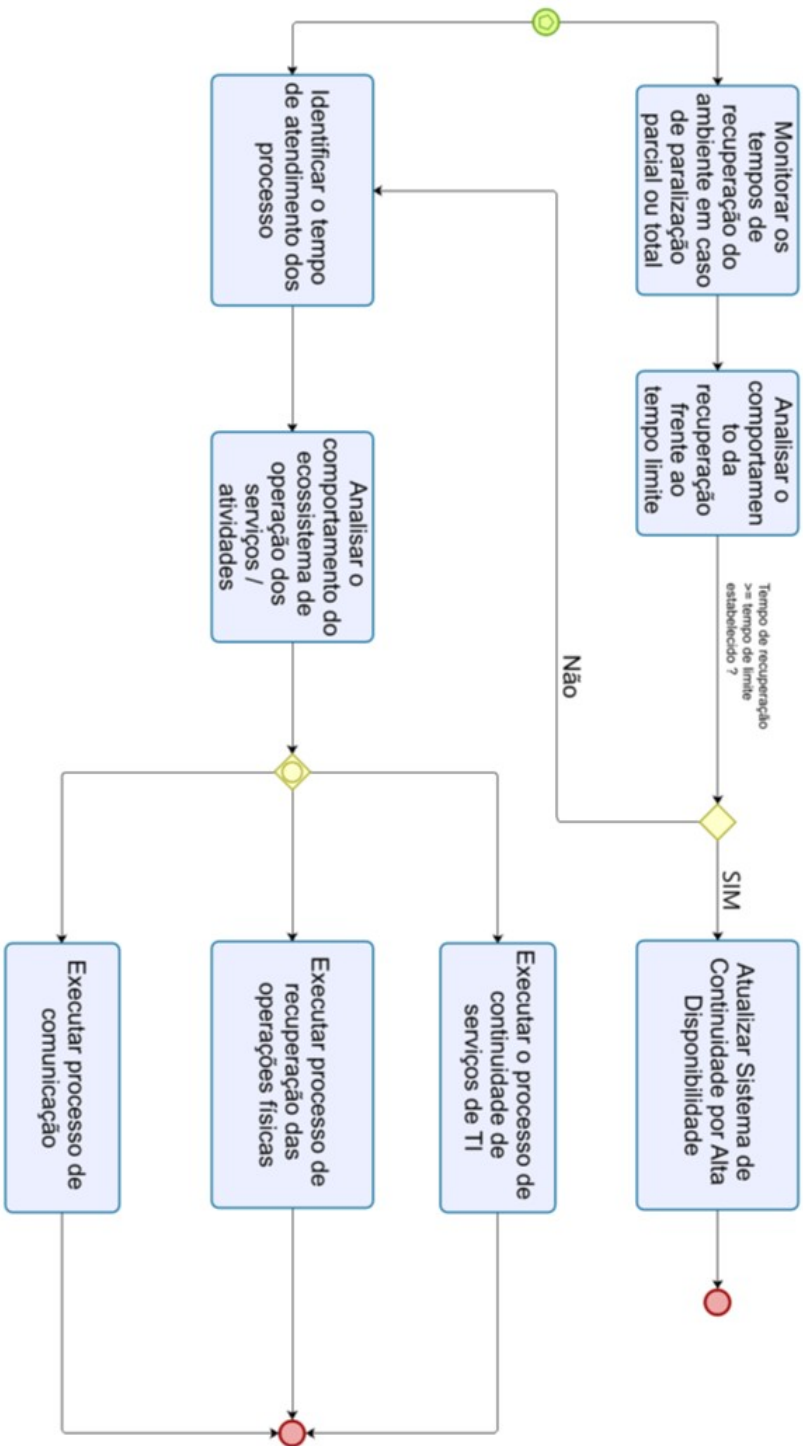 Monitorar os
tempos de
recuperação do
ambiente em caso
de paralização
parcial ou total
Analisar o
comportamen
to da
recuperação
frente ao
tempo limite
Tempo de recuperação
>= tempo de limite
estabelecido ?
SIM
Atualizar Sistema de
Continuidade por Alta
Disponibilidade
Não
Identificar o tempo
de atendimento dos
processo
Analisar o
comportamento do
ecossistema de
operação dos
serviços /
atividades
Executar o processo de
continuidade de
serviços de TI
Executar processo de
recuperação das
operações físicas
Executar processo de
comunicação